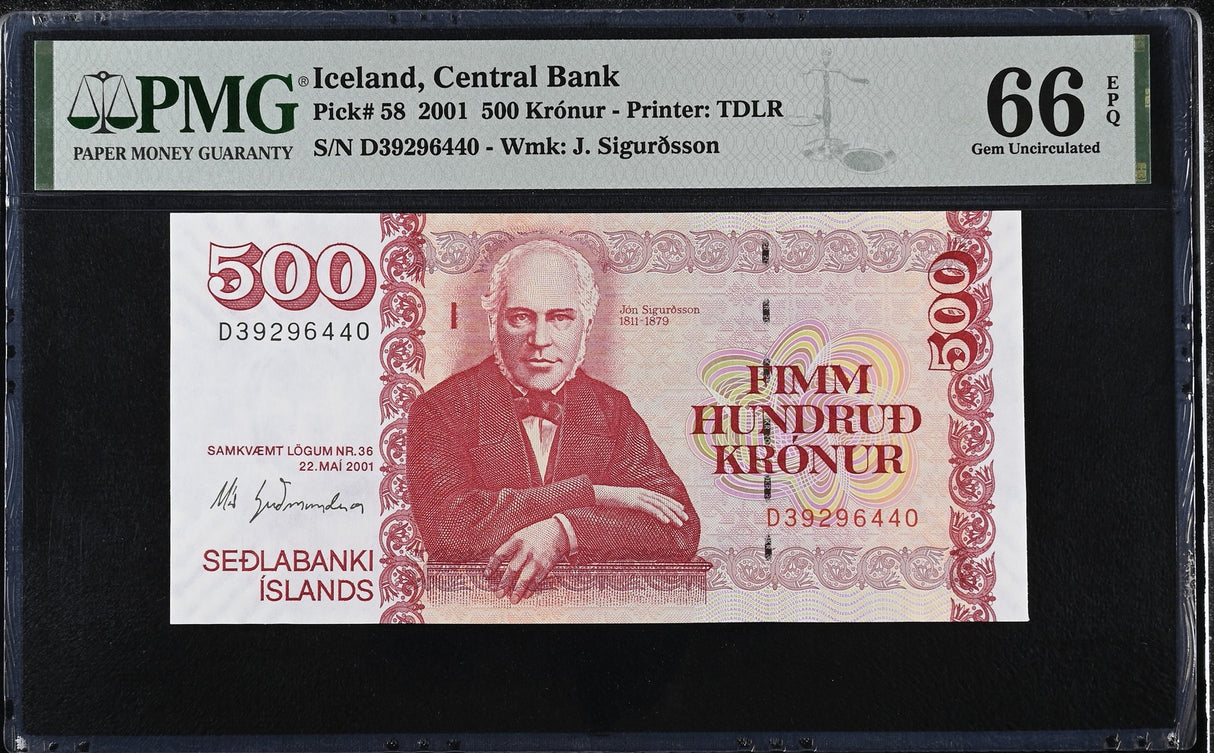 PMG®
PAPER MONEY GUARANTY
Iceland, Central Bank
Pick# 58 2001 500 Krónur - Printer: TDLR
S/N D39296440 - Wmk: J. Sigurðsson
66 EPQ
Gem Uncirculated
500
D39296440
SAMKVÆMT LÖGUM NR. 36
22. MAÍ 2001
SEÐLABANKI
ÍSLANDS
Jón Sigurðsson
1811-1879
500
FIMM
HUNDRUÐ
KRÓNUR
D39296440